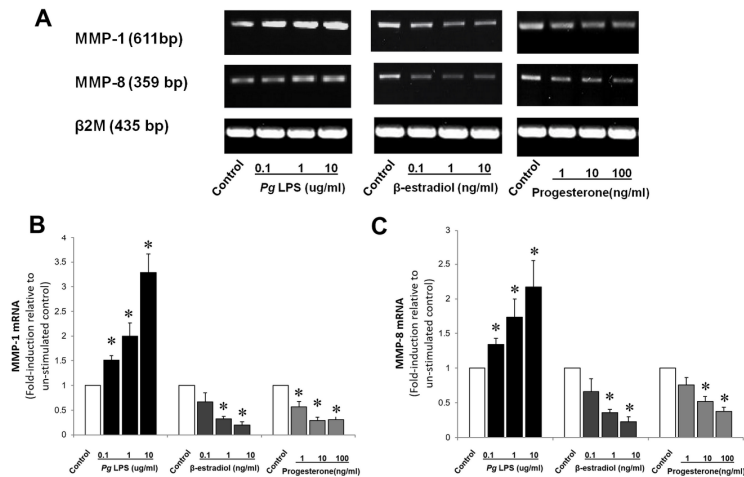 A
MMP-1 (611bp)
MMP-8 (359 bp)
β2M (435 bp)
Control 0.1 1 10 Control 0.1 1 10 Control 1 10 100
Pg LPS (ug/ml) β-estradiol (ng/ml) Progesterone(ng/ml)
B
MMP-1 mRNA
(Fold-induction relative to
un-stimulated control)
4
3.5
3
2.5
2
1.5
1
0.5
0
* * * * * * * *
Control 0.1 1 10 Control 0.1 1 10 Control 1 10 100
Pg LPS (ug/ml) β-estradiol (ng/ml) Progesterone(ng/ml)
C
MMP-8 mRNA
(Fold-induction relative to
un-stimulated control)
3
2.5
2
1.5
1
0.5
0
* * * * * * *
Control 0.1 1 10 Control 0.1 1 10 Control 1 10 100
Pg LPS (ug/ml) β-estradiol (ng/ml) Progesterone(ng/ml)